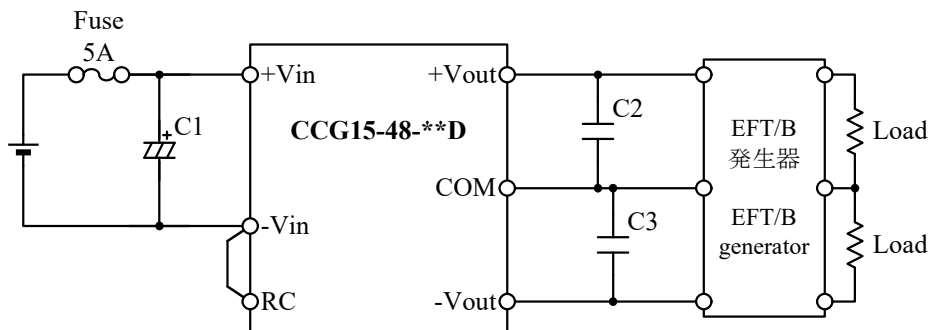 Fuse
5A
+Vin
+Vout
C1
CCG15-48-**D
C2
EFT/B
発生器
Load
COM
-Vin
C3
EFT/B
generator
Load
RC
-Vout